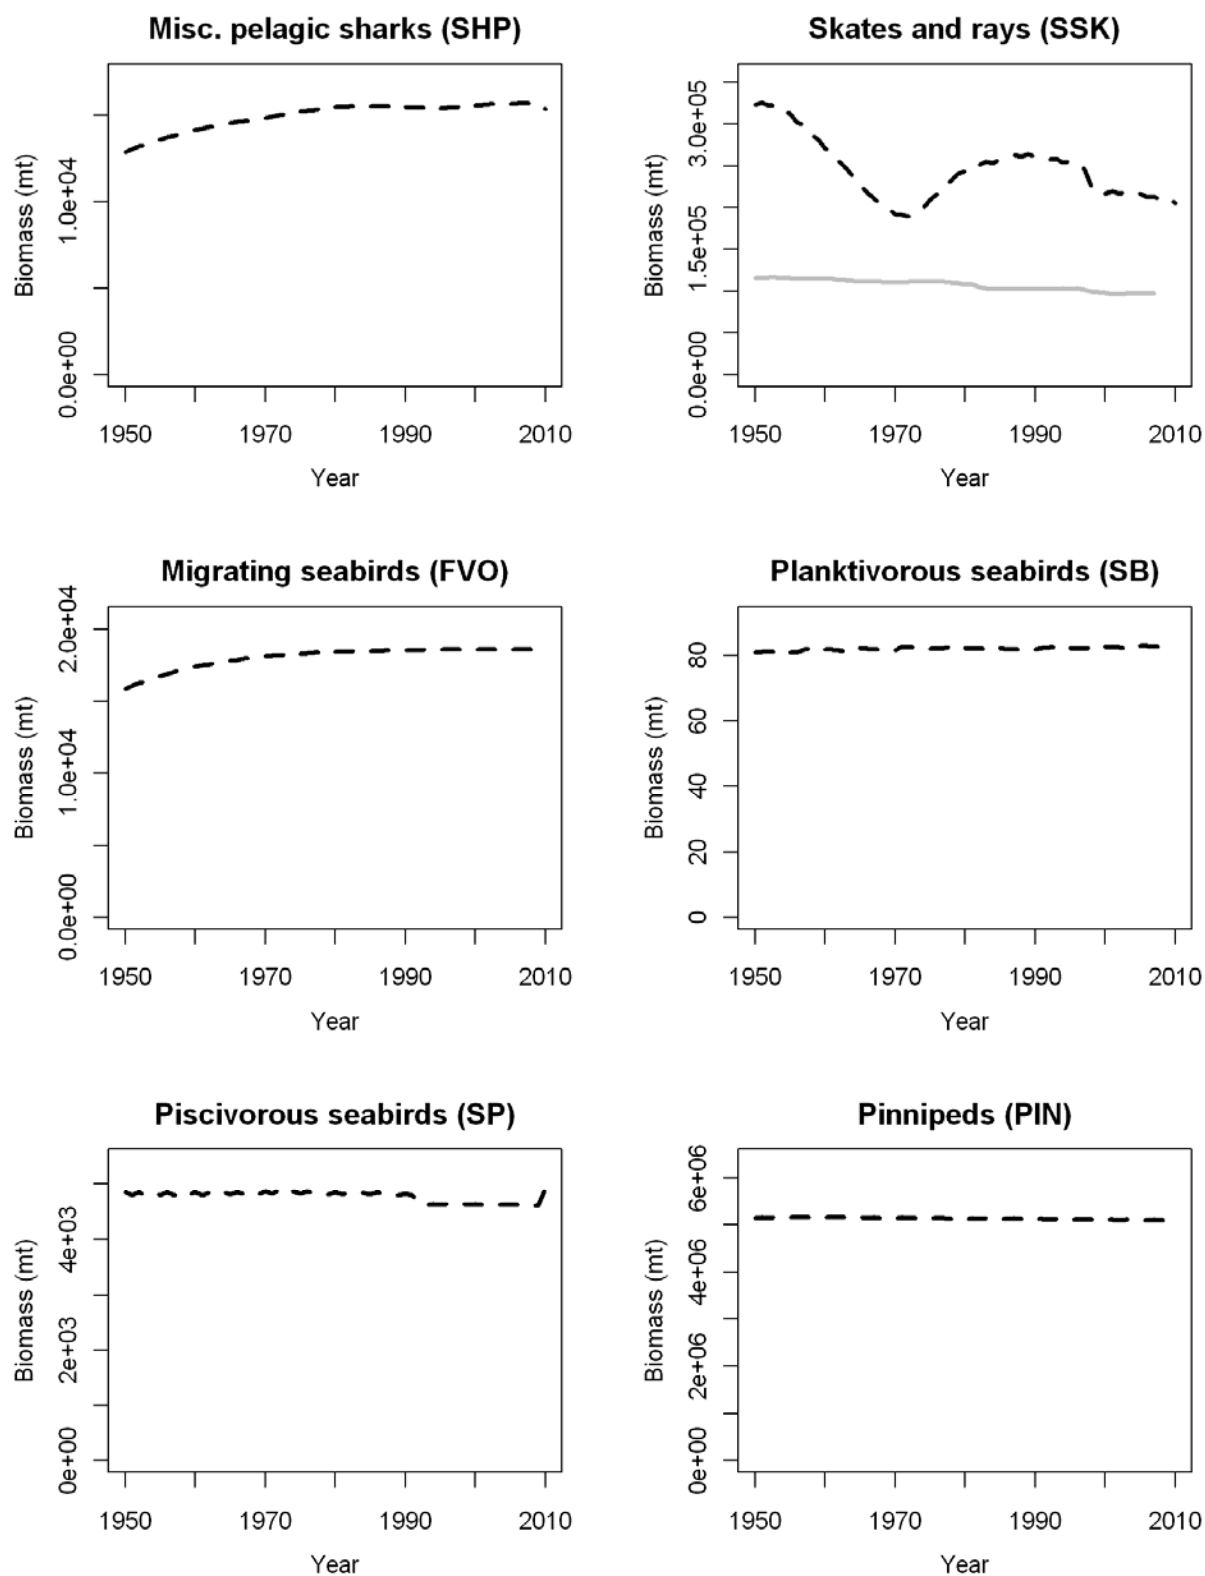 Misc. pelagic sharks (SHP)
Biomass (mt)
1.0e+04
0.0e+00
1950 1970 1990 2010
Year
Skates and rays (SSK)
Biomass (mt)
3.0e+05
1.5e+05
0.0e+00
1950 1970 1990 2010
Year
Migrating seabirds (FVO)
Biomass (mt)
2.0e+04
1.0e+04
0.0e+00
1950 1970 1990 2010
Year
Planktivorous seabirds (SB)
Biomass (mt)
80
60
40
20
0
1950 1970 1990 2010
Year
Piscivorous seabirds (SP)
Biomass (mt)
4e+03
2e+03
0e+00
1950 1970 1990 2010
Year
Pinnipeds (PIN)
Biomass (mt)
6e+06
4e+06
2e+06
0e+00
1950 1970 1990 2010
Year